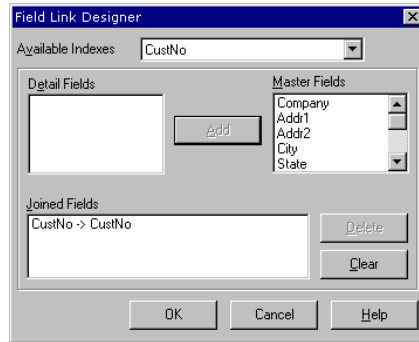 Field Link Designer
Available Indexes
CustNo
Detail Fields
Master Fields
Add
Company
Addr1
Addr2
City
State
Joined Fields
CustNo -> CustNo
Delete
Clear
OK
Cancel
Help